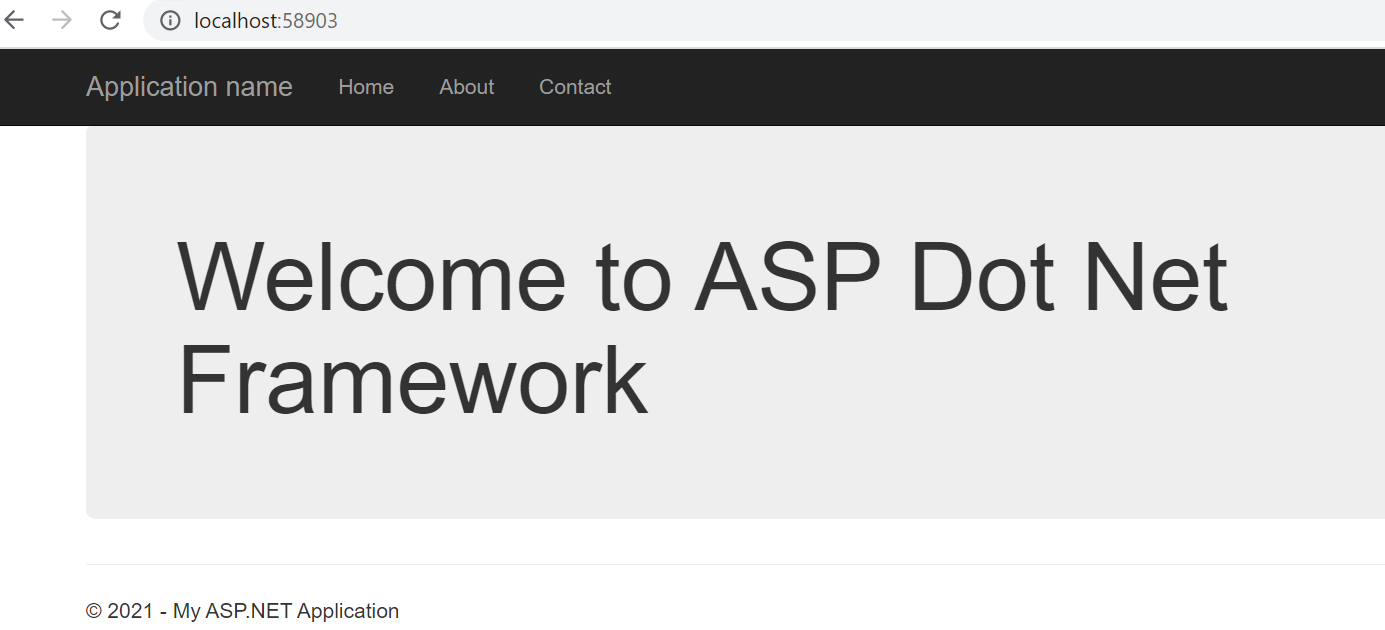 localhost:58903
Application name Home About Contact
Welcome to ASP Dot Net
Framework
© 2021 - My ASP.NET Application